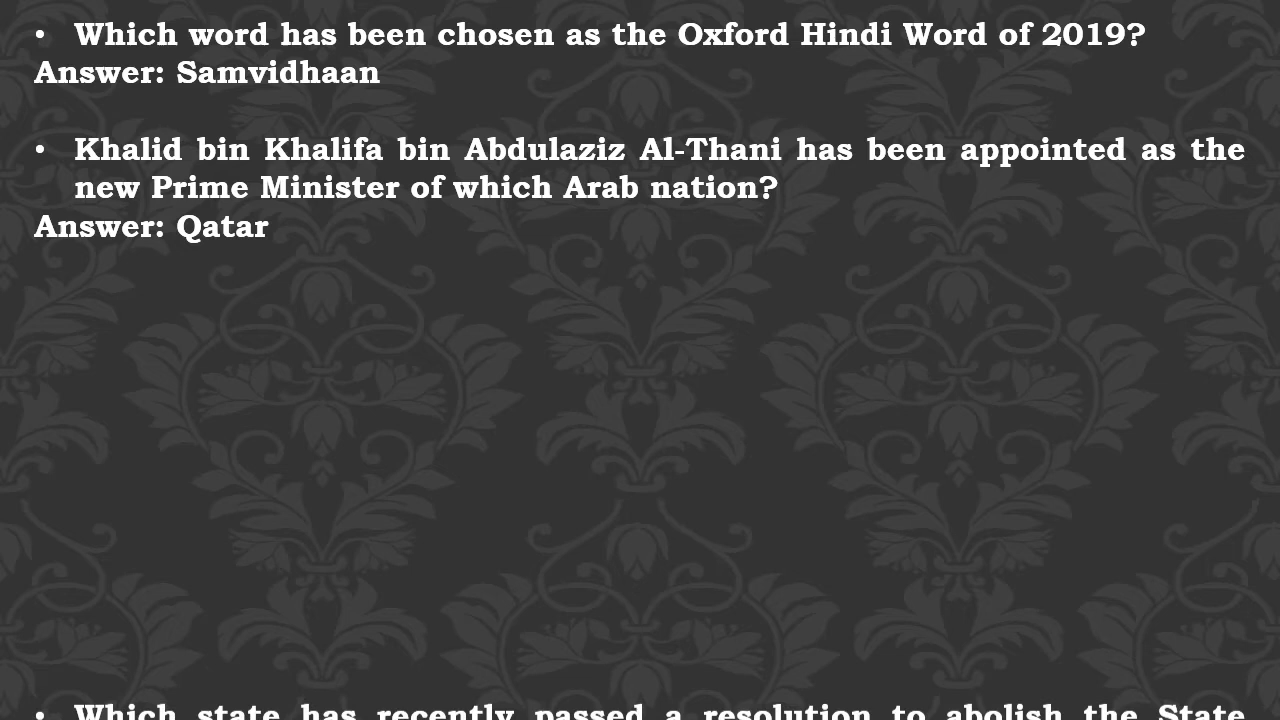 • Which word has been chosen as the Oxford Hindi Word of 2019?
Answer: Samvidhaan
• Khalid bin Khalifa bin Abdulaziz Al-Thani has been appointed as the
new Prime Minister of which Arab nation?
Answer: Qatar
• Which state has recently passed a resolution to abolish the State